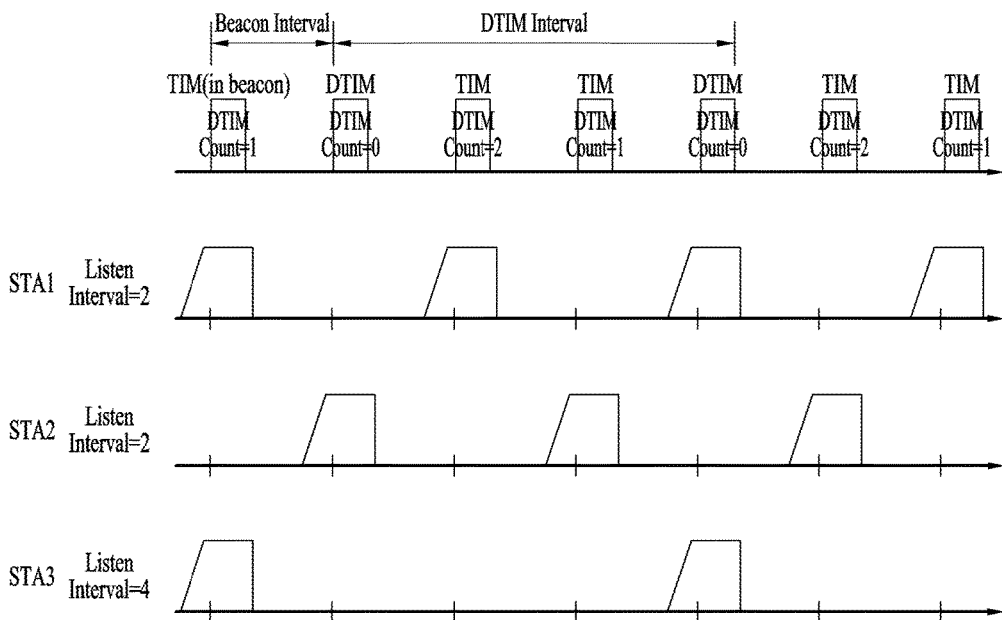 Beacon Interval
DTIM Interval
TIM(in beacon)
DTIM
TIM
TIM
DTIM
TIM
TIM
DTIM
Count=1
DTIM
Count=0
DTIM
Count=2
DTIM
Count=1
DTIM
Count=0
DTIM
Count=2
DTIM
Count=1
STA1
Listen
Interval=2
STA2
Listen
Interval=2
STA3
Listen
Interval=4